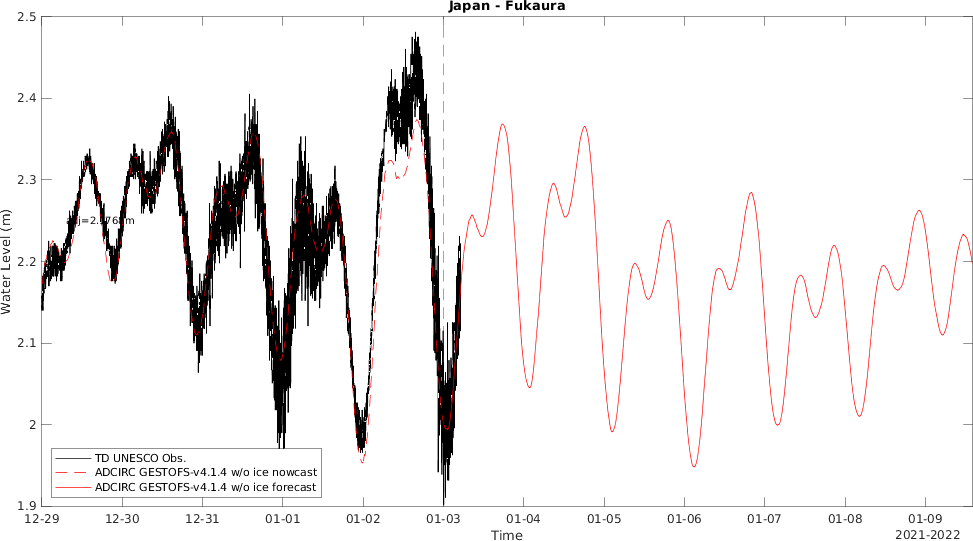 Japan - Fukaura
2.5
2.4
2.3
2.2
2.1
2
1.9
Water Level (m)
TD UNESCO Obs.
ADCIRC GESTOFS-v4.1.4 w/o ice nowcast
ADCIRC GESTOFS-v4.1.4 w/o ice forecast
12-29 12-30 12-31 01-01 01-02 01-03 01-04 01-05 01-06 01-07 01-08 01-09
Time
2021-2022